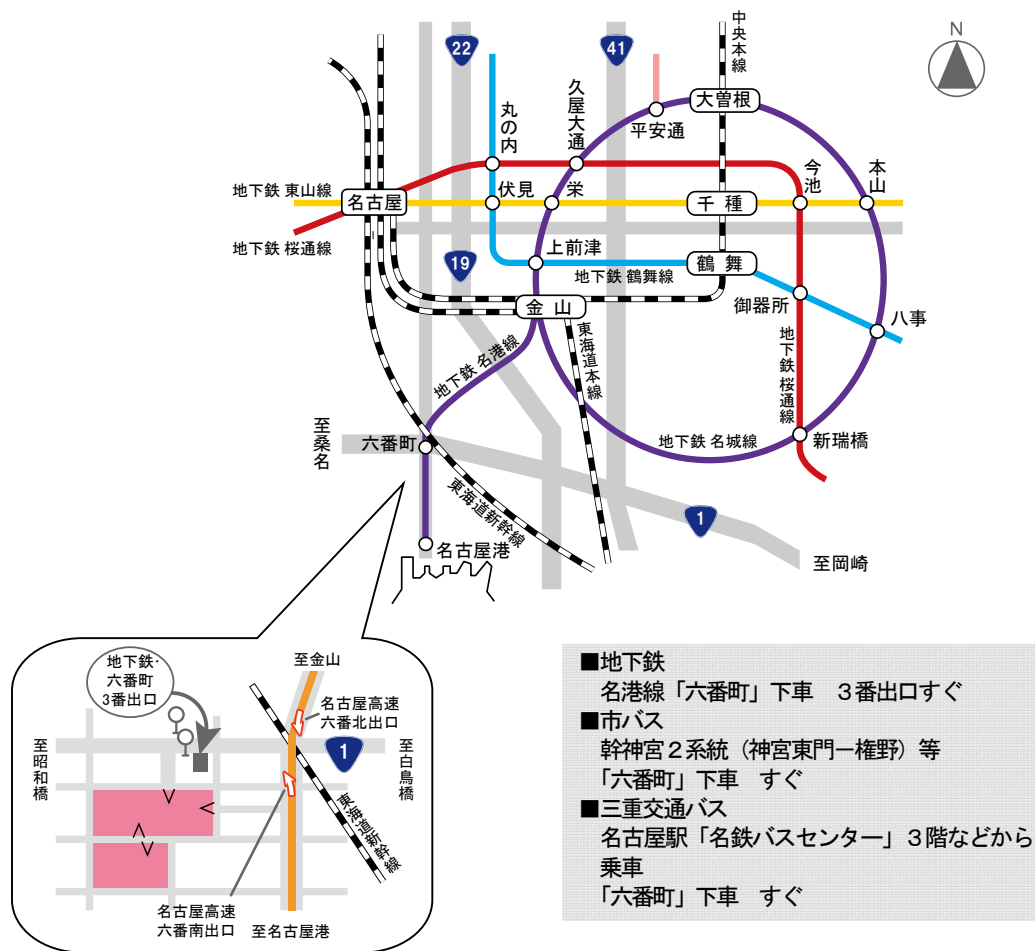 N
22
41
中央本線
大曽根
久屋大通
平安通
丸の内
今池
本山
地下鉄 東山線
名古屋
伏見
栄
千種
地下鉄 桜通線
19
上前津
地下鉄 鶴舞線
鶴舞
御器所
八事
金山
東海道本線
地下鉄 名港線
地下鉄 桜通線
至桑名
六番町
地下鉄 名城線
新瑞橋
東海道新幹線
1
名古屋港
至岡崎
地下鉄・
六番町
3番出口
至金山
名古屋高速
六番北出口
至昭和橋
1
至白鳥橋
東海道新幹線
名古屋高速
六番南出口
至名古屋港
■地下鉄
名港線「六番町」下車　３番出口すぐ
■市バス
幹神宮２系統（神宮東門ー権野）等
「六番町」下車　すぐ
■三重交通バス
名古屋駅「名鉄バスセンター」３階などから
乗車
「六番町」下車　すぐ